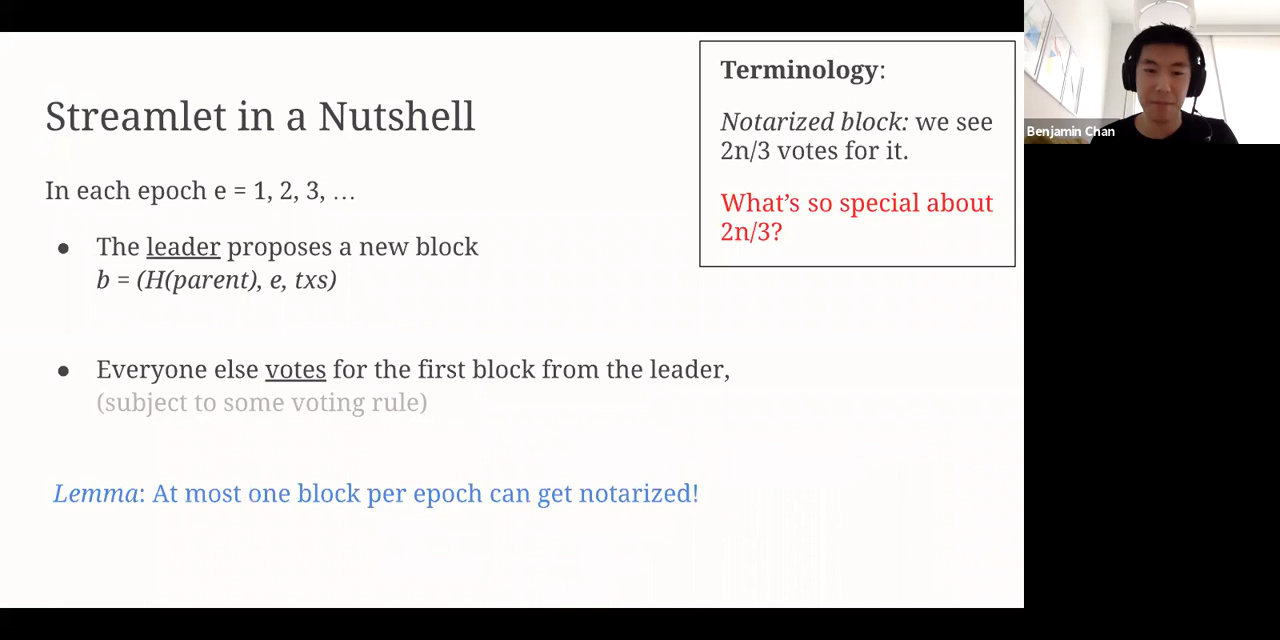 Streamlet in a Nutshell
In each epoch e = 1, 2, 3, …
● The leader proposes a new block
b = (H(parent), e, txs)
● Everyone else votes for the first block from the leader,
(subject to some voting rule)
Lemma: At most one block per epoch can get notarized!
Terminology:
Notarized block: we see
2n/3 votes for it.
What’s so special about
2n/3?
Benjamin Chan